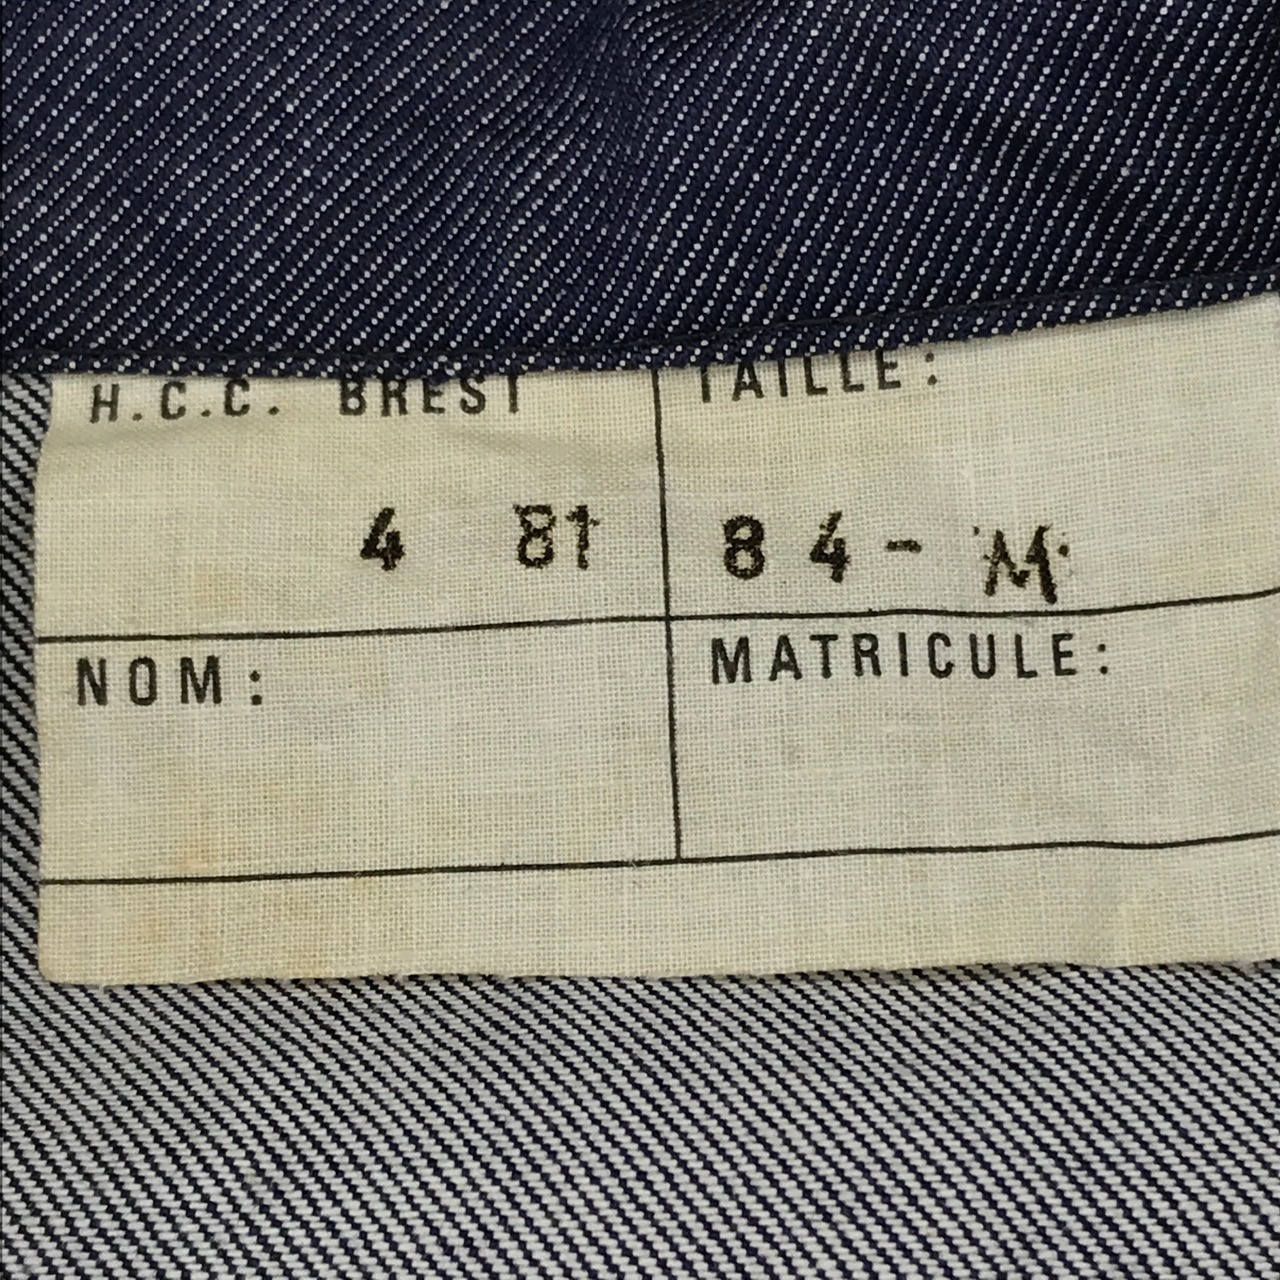 H.C.C. BREST TAILLE:
4 81 84-M
NOM: MATRICULE: